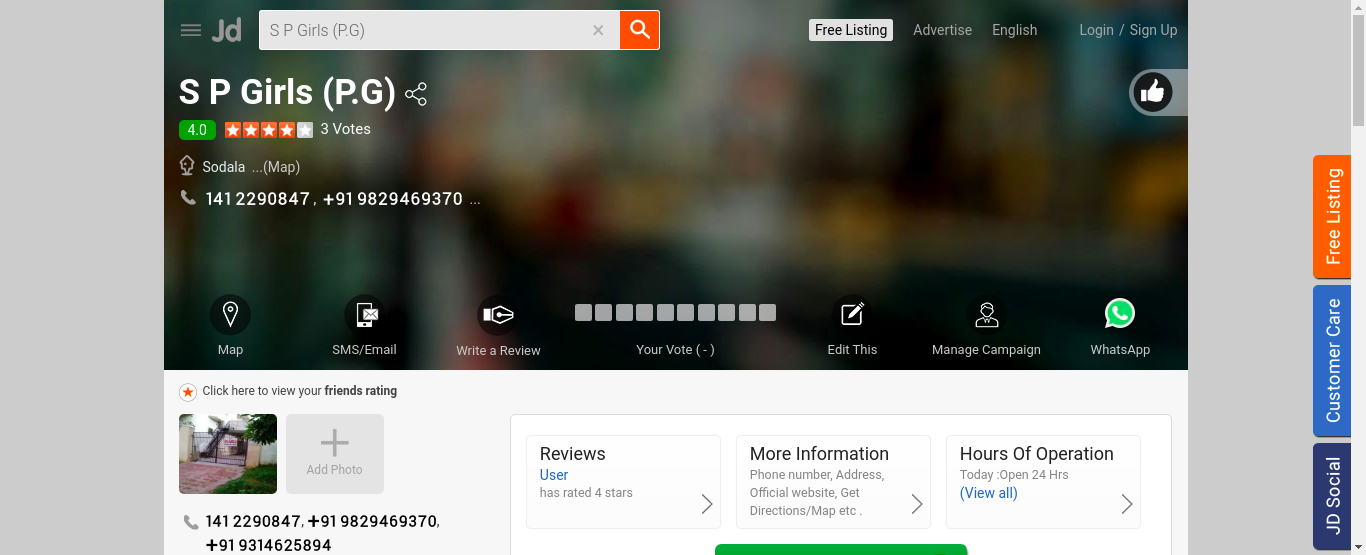 Jd
S P Girls (P.G)
Free Listing
Advertise
English
Login / Sign Up
S P Girls (P.G)
4.0
3 Votes
Sodala ...(Map)
141 2290847, +91 9829469370 ...
Map
SMS/Email
Write a Review
Your Vote ( - )
Edit This
Manage Campaign
WhatsApp
Click here to view your friends rating
Add Photo
141 2290847, +91 9829469370,
+91 9314625894
Reviews
User
has rated 4 stars
More Information
Phone number, Address,
Official website, Get
Directions/Map etc .
Hours Of Operation
Today :Open 24 Hrs
(View all)
Free Listing
Customer Care
JD Social